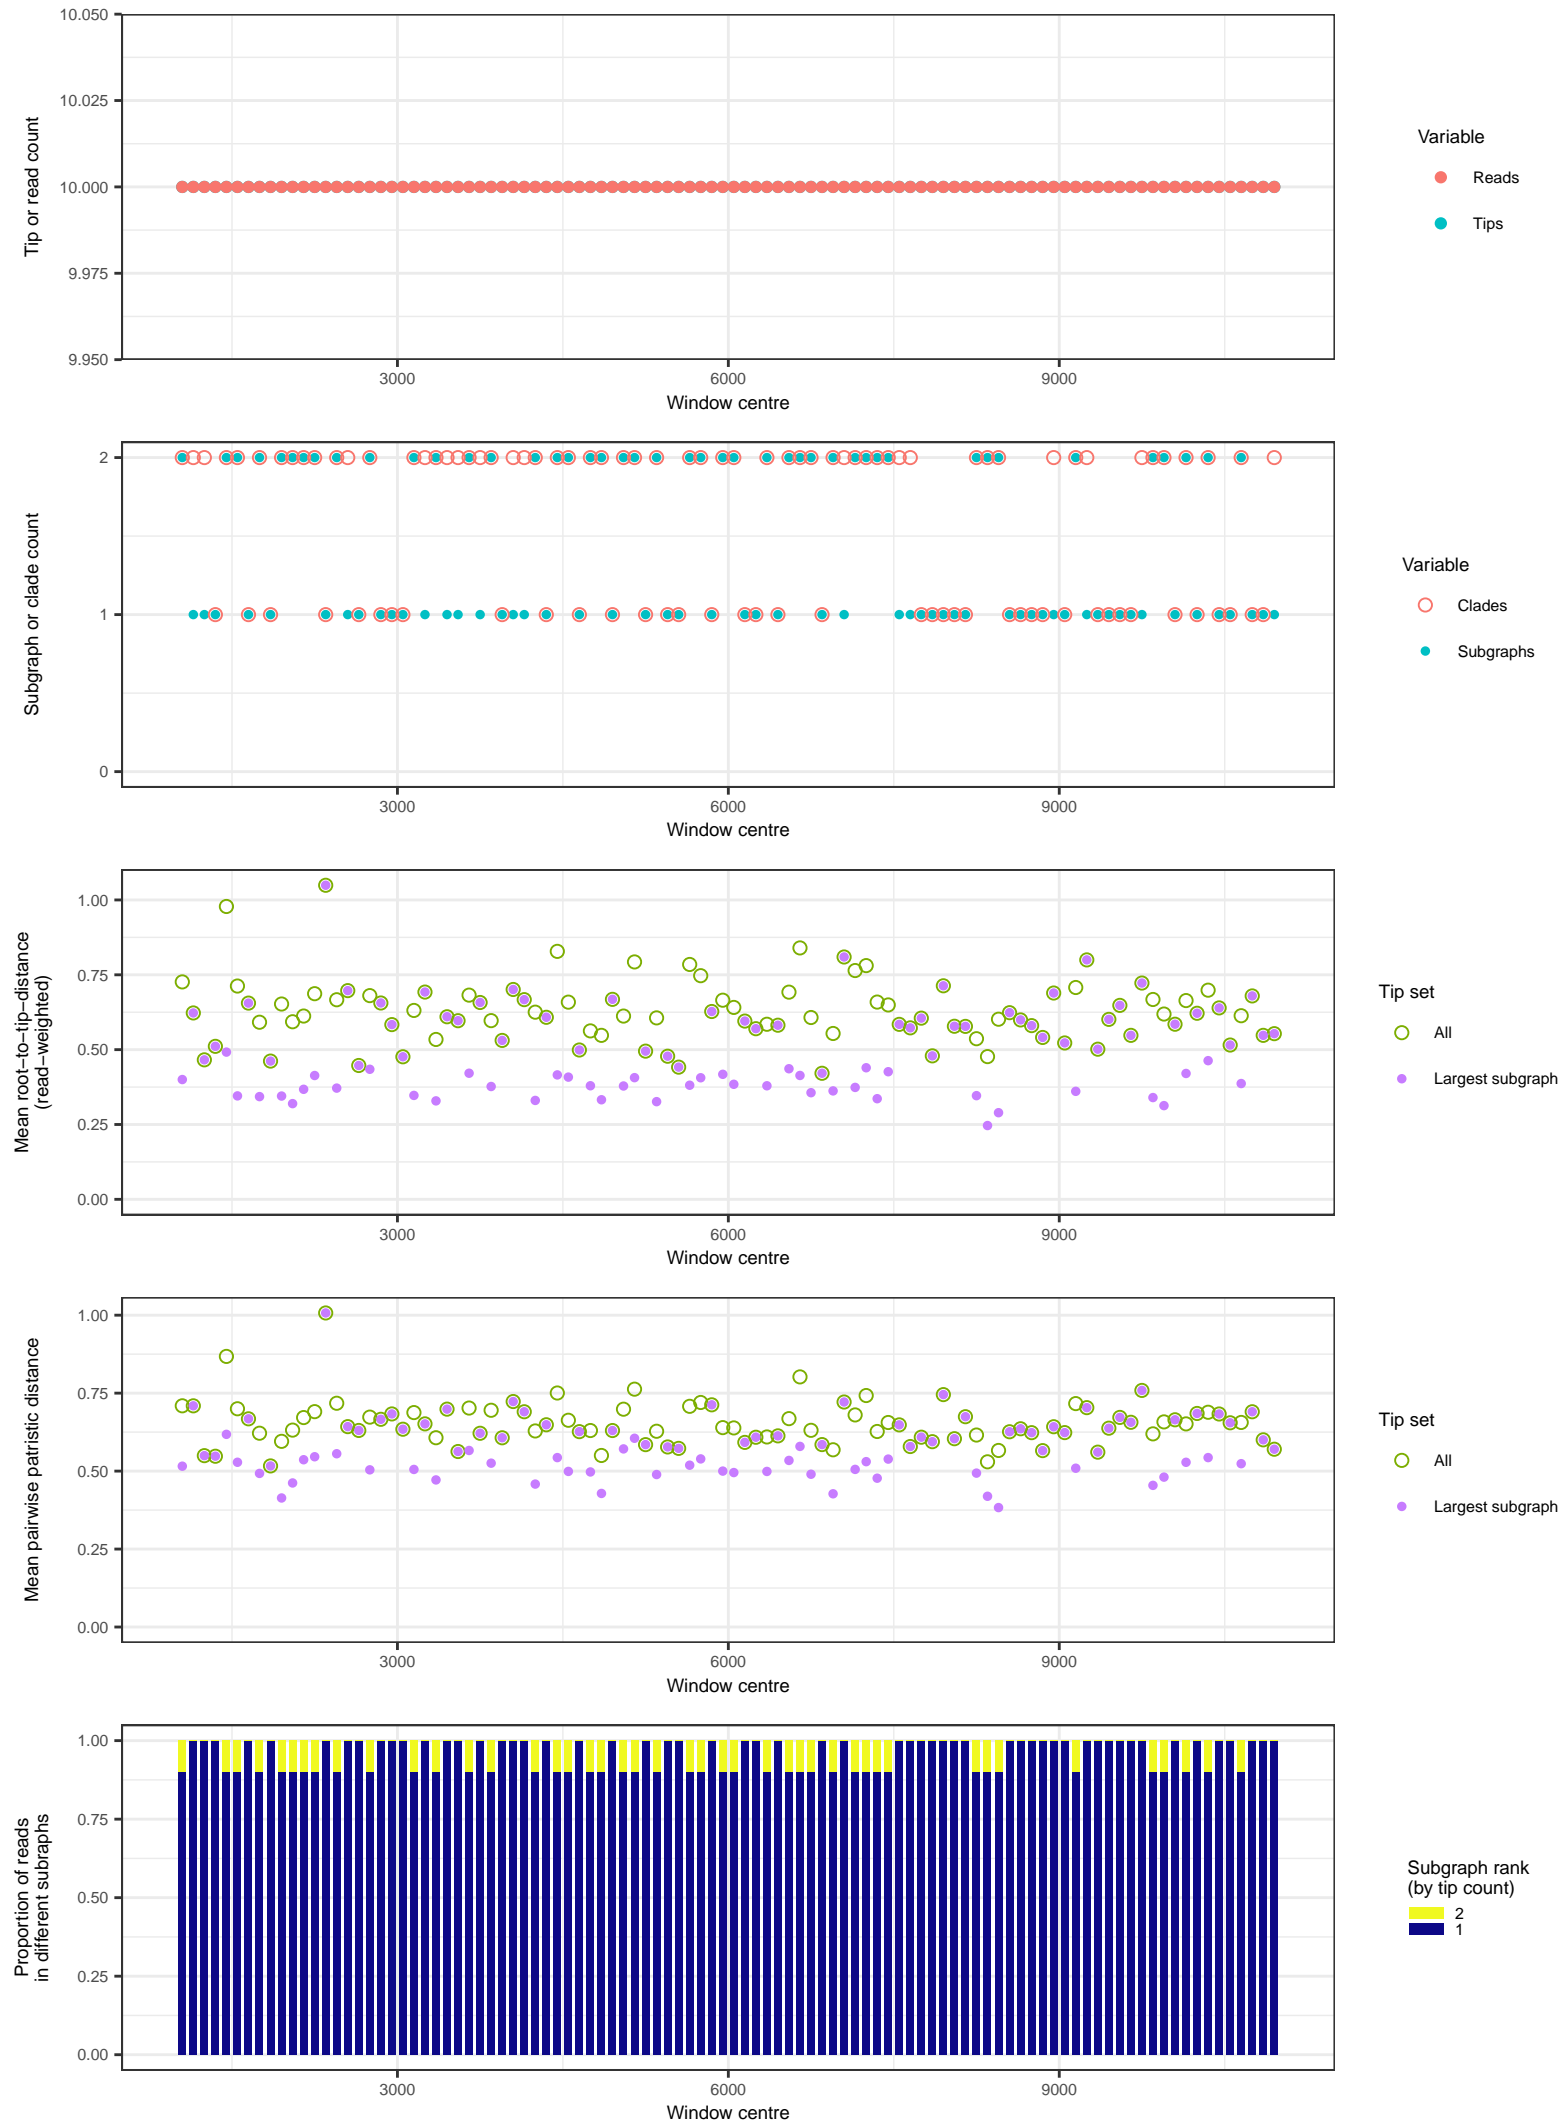 10.050
10.025
10.000
9.975
9.950
Tip or read count
3000
6000
9000
Window centre
Variable
Reads
Tips
2
1
0
Subgraph or clade count
3000
6000
9000
Window centre
Variable
Clades
Subgraphs
1.00
0.75
0.50
0.25
0.00
Mean root−to−tip−distance
(read−weighted)
3000
6000
9000
Window centre
Tip set
All
Largest subgraph
1.00
0.75
0.50
0.25
0.00
Mean pairwise patristic distance
3000
6000
9000
Window centre
Tip set
All
Largest subgraph
1.00
0.75
0.50
0.25
0.00
Proportion of reads
in different subraphs
3000
6000
9000
Window centre
Subgraph rank
(by tip count)
2
1